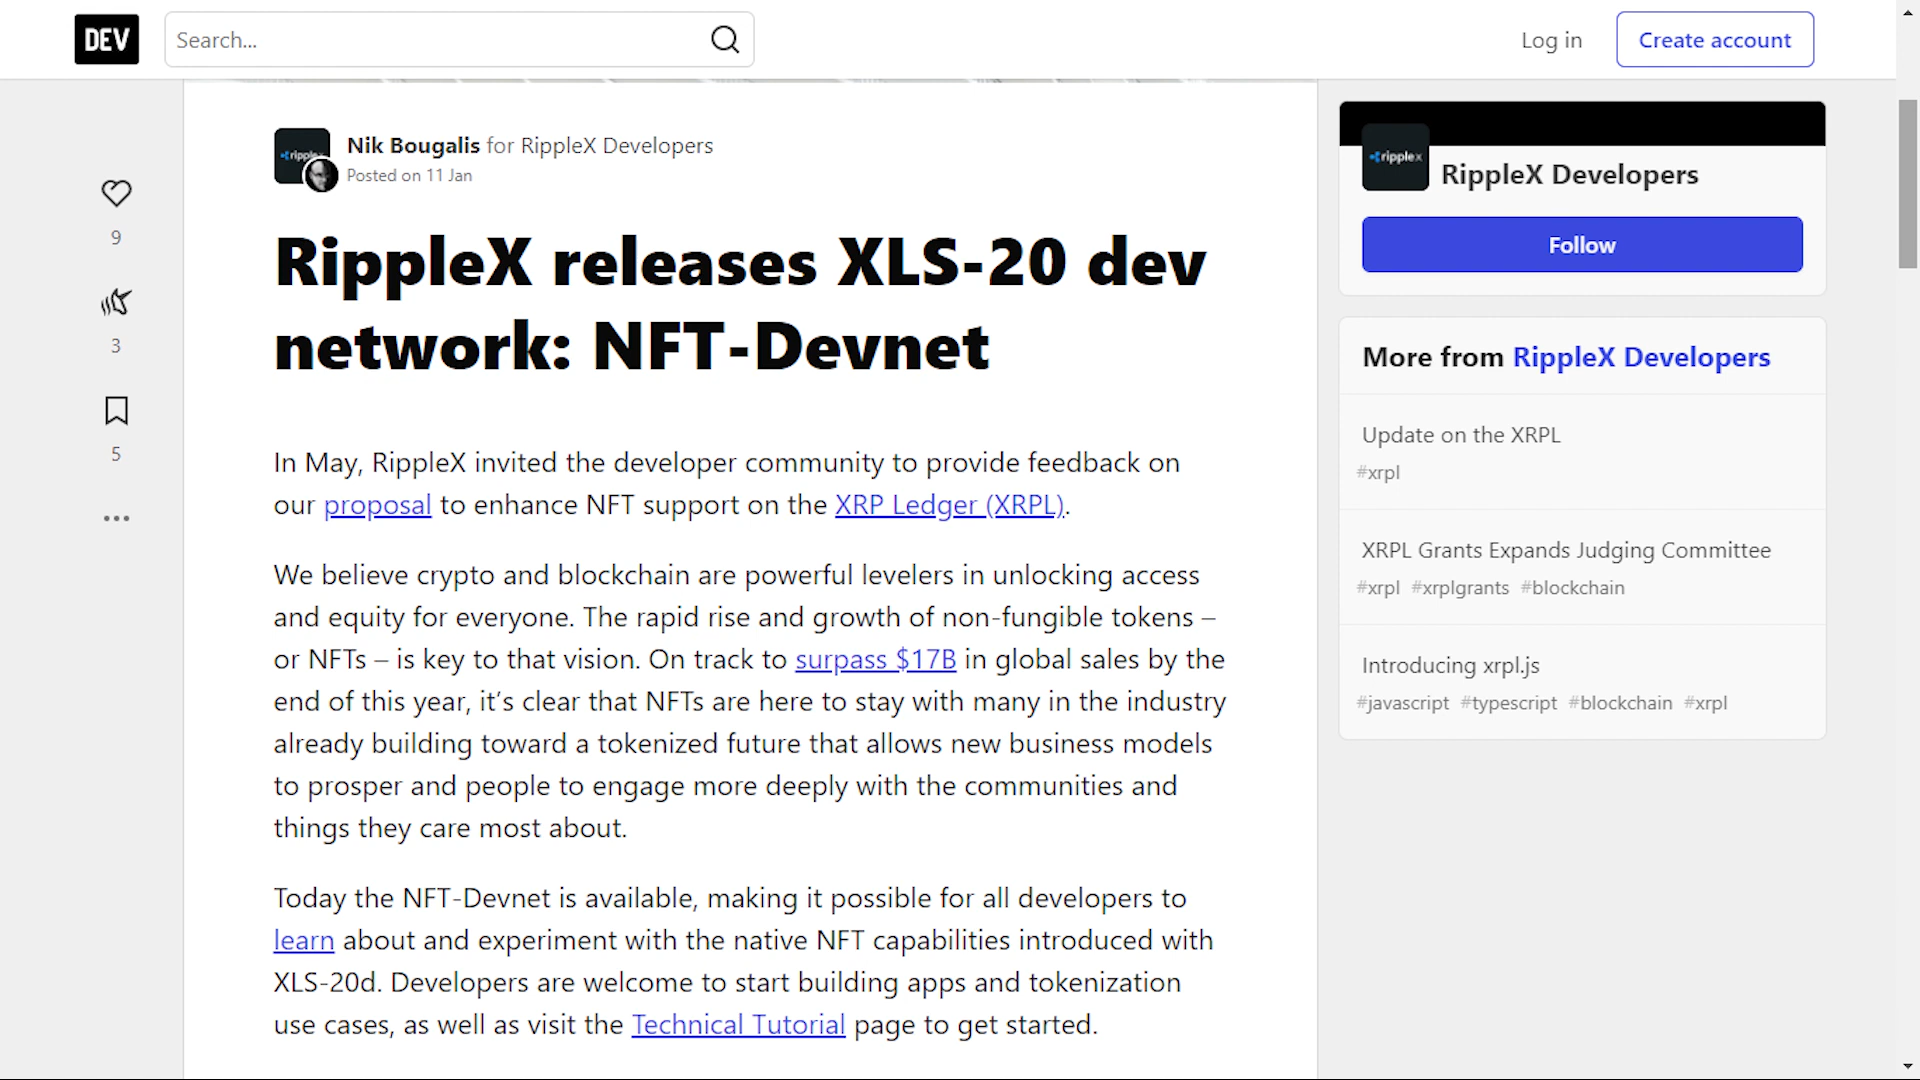 DEV
Search...
Log in
Create account
ripplex
Nik Bougalis for RippleX Developers
Posted on 11 Jan
RippleX releases XLS-20 dev
network: NFT-Devnet
In May, RippleX invited the developer community to provide feedback on
our proposal to enhance NFT support on the XRP Ledger (XRPL).
We believe crypto and blockchain are powerful levelers in unlocking access
and equity for everyone. The rapid rise and growth of non-fungible tokens –
or NFTs – is key to that vision. On track to surpass $17B in global sales by the
end of this year, it’s clear that NFTs are here to stay with many in the industry
already building toward a tokenized future that allows new business models
to prosper and people to engage more deeply with the communities and
things they care most about.
Today the NFT-Devnet is available, making it possible for all developers to
learn about and experiment with the native NFT capabilities introduced with
XLS-20d. Developers are welcome to start building apps and tokenization
use cases, as well as visit the Technical Tutorial page to get started.
9
3
5
ripplex
RippleX Developers
Follow
More from RippleX Developers
Update on the XRPL
#xrpl
XRPL Grants Expands Judging Committee
#xrpl #xrplgrants #blockchain
Introducing xrpl.js
#javascript #typescript #blockchain #xrpl